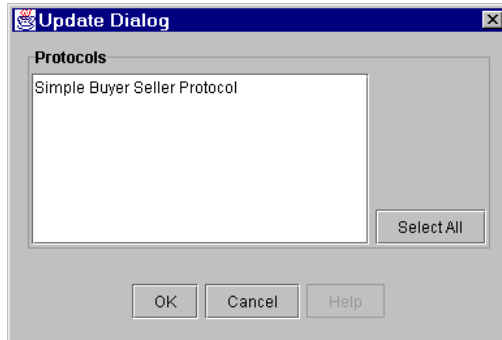 Update Dialog
Protocols
Simple Buyer Seller Protocol
Select All
OK Cancel Help